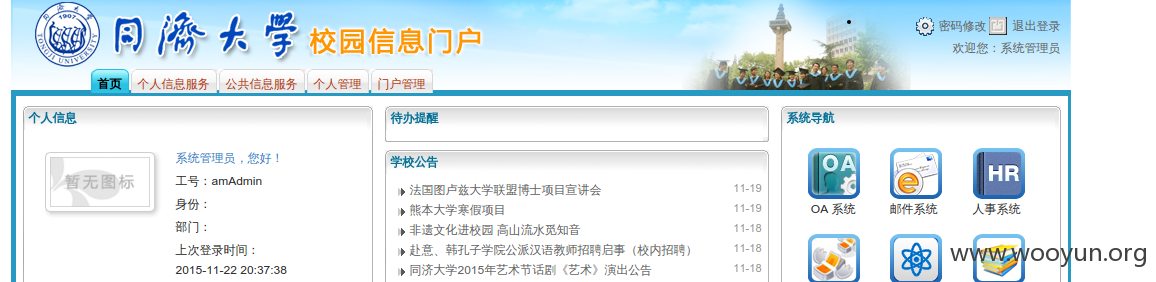 同濟大学 校园信息门户
同济大学
1907
TONGJI UNIVERSITY
密码修改 退出登录
欢迎您：系统管理员
首页 个人信息服务 公共信息服务 个人管理 门户管理
个人信息
暂无图标
系统管理员，您好！
工号：amAdmin
身份：
部门：
上次登录时间：
2015-11-22 20:37:38
待办提醒
学校公告
法国图卢兹大学联盟博士项目宣讲会 11-19
熊本大学寒假项目 11-19
非遗文化进校园 高山流水觅知音 11-18
赴意、韩孔子学院公派汉语教师招聘启事（校内招聘） 11-18
同济大学2015年艺术节话剧《艺术》演出公告 11-18
系统导航
OA
HR
OA 系统 邮件系统 人事系统
www.wooyun.org